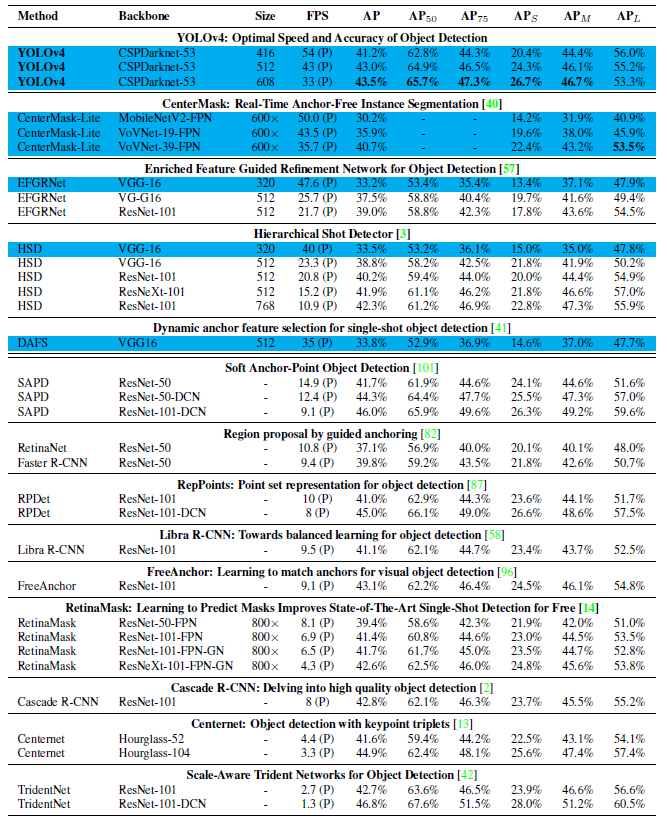 Method Backbone Size FPS AP AP50 AP75 APS APM APL
YOLOv4: Optimal Speed and Accuracy of Object Detection
YOLOv4 CSPDarknet-53 416 54 (P) 41.2% 62.8% 44.3% 20.4% 44.4% 56.0%
YOLOv4 CSPDarknet-53 512 43 (P) 43.0% 64.9% 46.5% 24.3% 46.1% 55.2%
YOLOv4 CSPDarknet-53 608 33 (P) 43.5% 65.7% 47.3% 26.7% 46.7% 53.3%
CenterMask: Real-Time Anchor-Free Instance Segmentation [40]
CenterMask-Lite MobileNetV2-FPN 600× 50.0 (P) 30.2% - - 14.2% 31.9% 40.9%
CenterMask-Lite VoVNet-19-FPN 600× 43.5 (P) 35.9% - - 19.6% 38.0% 45.9%
CenterMask-Lite VoVNet-39-FPN 600× 35.7 (P) 40.7% - - 22.4% 43.2% 53.5%
Enriched Feature Guided Refinement Network for Object Detection [57]
EFGRNet VGG-16 320 47.6 (P) 33.2% 53.4% 35.4% 13.4% 37.1% 47.9%
EFGRNet VG-G16 512 25.7 (P) 37.5% 58.8% 40.4% 19.7% 41.6% 49.4%
EFGRNet ResNet-101 512 21.7 (P) 39.0% 58.8% 42.3% 17.8% 43.6% 54.5%
Hierarchical Shot Detector [3]
HSD VGG-16 320 40 (P) 33.5% 53.2% 36.1% 15.0% 35.0% 47.8%
HSD VGG-16 512 23.3 (P) 38.8% 58.2% 42.5% 21.8% 41.9% 50.2%
HSD ResNet-101 512 20.8 (P) 40.2% 59.4% 44.0% 20.0% 44.4% 54.9%
HSD ResNeXt-101 512 15.2 (P) 41.9% 61.1% 46.2% 21.8% 46.6% 57.0%
HSD ResNet-101 768 10.9 (P) 42.3% 61.2% 46.9% 22.8% 47.3% 55.9%
Dynamic anchor feature selection for single-shot object detection [41]
DAFS VGG16 512 35 (P) 33.8% 52.9% 36.9% 14.6% 37.0% 47.7%
Soft Anchor-Point Object Detection [101]
SAPD ResNet-50 - 14.9 (P) 41.7% 61.9% 44.6% 24.1% 44.6% 51.6%
SAPD ResNet-50-DCN - 12.4 (P) 44.3% 64.4% 47.7% 25.5% 47.3% 57.0%
SAPD ResNet-101-DCN - 9.1 (P) 46.0% 65.9% 49.6% 26.3% 49.2% 59.6%
Region proposal by guided anchoring [82]
RetinaNet ResNet-50 - 10.8 (P) 37.1% 56.9% 40.0% 20.1% 40.1% 48.0%
Faster R-CNN ResNet-50 - 9.4 (P) 39.8% 59.2% 43.5% 21.8% 42.6% 50.7%
RepPoints: Point set representation for object detection [87]
RPDet ResNet-101 - 10 (P) 41.0% 62.9% 44.3% 23.6% 44.1% 51.7%
RPDet ResNet-101-DCN - 8 (P) 45.0% 66.1% 49.0% 26.6% 48.6% 57.5%
Libra R-CNN: Towards balanced learning for object detection [58]
Libra R-CNN ResNet-101 - 9.5 (P) 41.1% 62.1% 44.7% 23.4% 43.7% 52.5%
FreeAnchor: Learning to match anchors for visual object detection [96]
FreeAnchor ResNet-101 - 9.1 (P) 43.1% 62.2% 46.4% 24.5% 46.1% 54.8%
RetinaMask: Learning to Predict Masks Improves State-of-The-Art Single-Shot Detection for Free [14]
RetinaMask ResNet-50-FPN 800× 8.1 (P) 39.4% 58.6% 42.3% 21.9% 42.0% 51.0%
RetinaMask ResNet-101-FPN 800× 6.9 (P) 41.4% 60.8% 44.6% 23.0% 44.5% 53.5%
RetinaMask ResNet-101-FPN-GN 800× 6.5 (P) 41.7% 61.7% 45.0% 23.5% 44.7% 52.8%
RetinaMask ResNeXt-101-FPN-GN 800× 4.3 (P) 42.6% 62.5% 46.0% 24.8% 45.6% 53.8%
Cascade R-CNN: Delving into high quality object detection [2]
Cascade R-CNN ResNet-101 - 8 (P) 42.8% 62.1% 46.3% 23.7% 45.5% 55.2%
Centernet: Object detection with keypoint triplets [13]
Centernet Hourglass-52 - 4.4 (P) 41.6% 59.4% 44.2% 22.5% 43.1% 54.1%
Centernet Hourglass-104 - 3.3 (P) 44.9% 62.4% 48.1% 25.6% 47.4% 57.4%
Scale-Aware Trident Networks for Object Detection [42]
TridentNet ResNet-101 - 2.7 (P) 42.7% 63.6% 46.5% 23.9% 46.6% 56.6%
TridentNet ResNet-101-DCN - 1.3 (P) 46.8% 67.6% 51.5% 28.0% 51.2% 60.5%